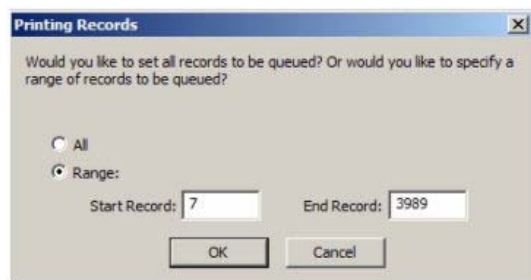 Printing Records
Would you like to set all records to be queued? Or would you like to specify a
range of records to be queued?
All
Range:
Start Record: 7 End Record: 3989
OK Cancel